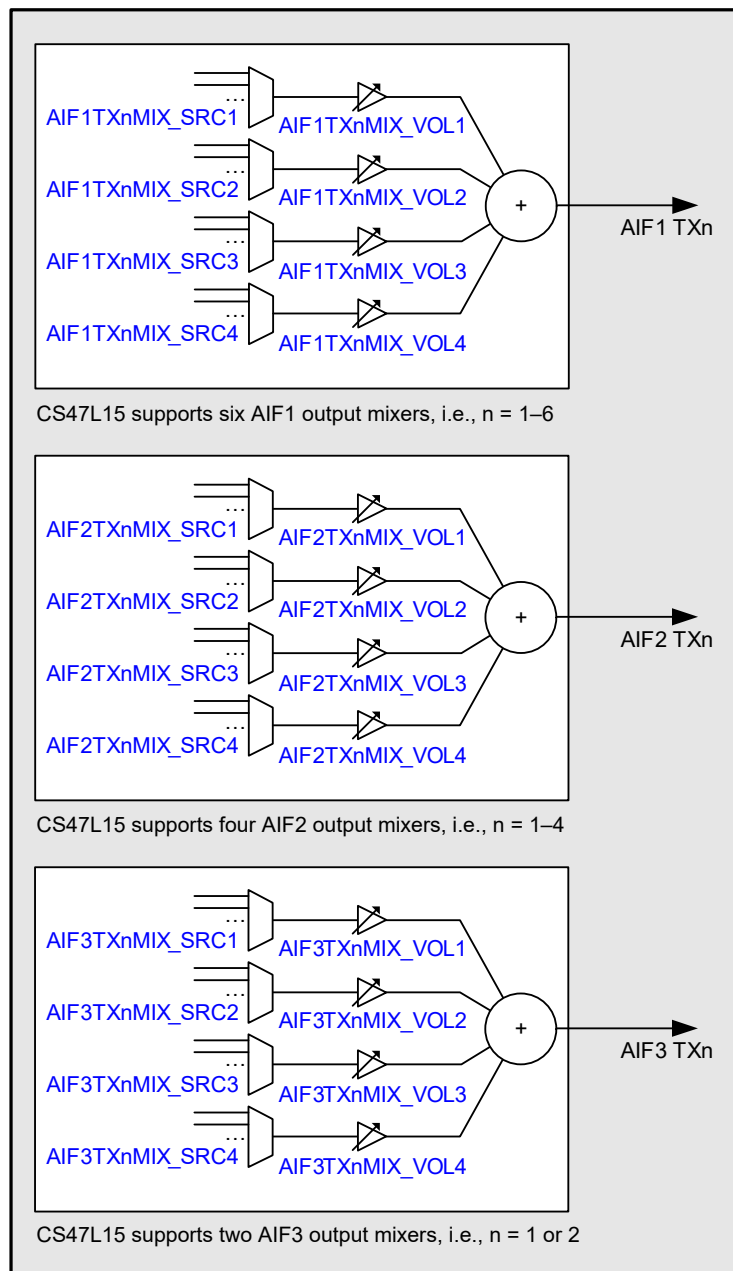 ...
AIF1TXnMIX_SRC1
AIF1TXnMIX_VOL1
...
AIF1TXnMIX_SRC2
AIF1TXnMIX_VOL2
...
AIF1TXnMIX_SRC3
AIF1TXnMIX_VOL3
...
AIF1TXnMIX_SRC4
AIF1TXnMIX_VOL4
+
AIF1 TXn
CS47L15 supports six AIF1 output mixers, i.e., n = 1–6
...
AIF2TXnMIX_SRC1
AIF2TXnMIX_VOL1
...
AIF2TXnMIX_SRC2
AIF2TXnMIX_VOL2
...
AIF2TXnMIX_SRC3
AIF2TXnMIX_VOL3
...
AIF2TXnMIX_SRC4
AIF2TXnMIX_VOL4
+
AIF2 TXn
CS47L15 supports four AIF2 output mixers, i.e., n = 1–4
...
AIF3TXnMIX_SRC1
AIF3TXnMIX_VOL1
...
AIF3TXnMIX_SRC2
AIF3TXnMIX_VOL2
...
AIF3TXnMIX_SRC3
AIF3TXnMIX_VOL3
...
AIF3TXnMIX_SRC4
AIF3TXnMIX_VOL4
+
AIF3 TXn
CS47L15 supports two AIF3 output mixers, i.e., n = 1 or 2